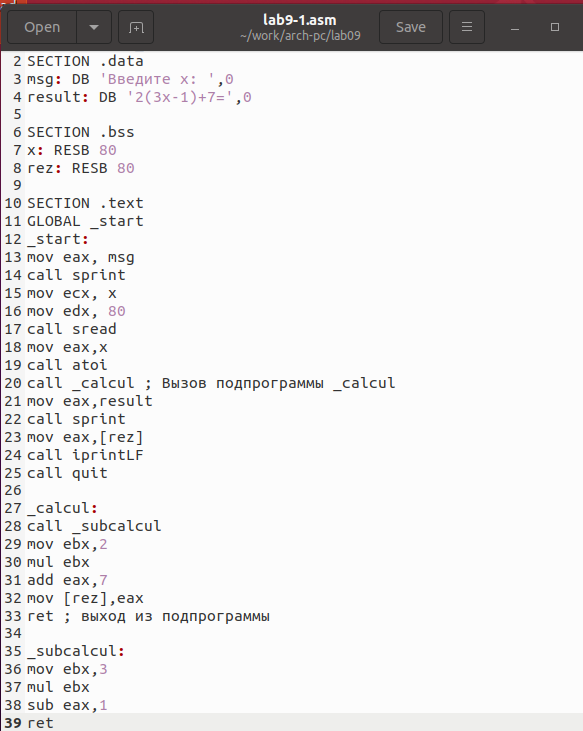 Open
lab9-1.asm
~/work/arch-pc/lab09
Save
2 SECTION .data
3 msg: DB 'Введите x: ',0
4 result: DB '2(3x-1)+7=',0
5
6 SECTION .bss
7 x: RESB 80
8 rez: RESB 80
9
10 SECTION .text
11 GLOBAL _start
12 _start:
13 mov eax, msg
14 call sprint
15 mov ecx, x
16 mov edx, 80
17 call sread
18 mov eax,x
19 call atoi
20 call _calcul ; Вызов подпрограммы _calcul
21 mov eax,result
22 call sprint
23 mov eax,[rez]
24 call iprintLF
25 call quit
26
27 _calcul:
28 call _subcalcul
29 mov ebx,2
30 mul ebx
31 add eax,7
32 mov [rez],eax
33 ret ; выход из подпрограммы
34
35 _subcalcul:
36 mov ebx,3
37 mul ebx
38 sub eax,1
39 ret